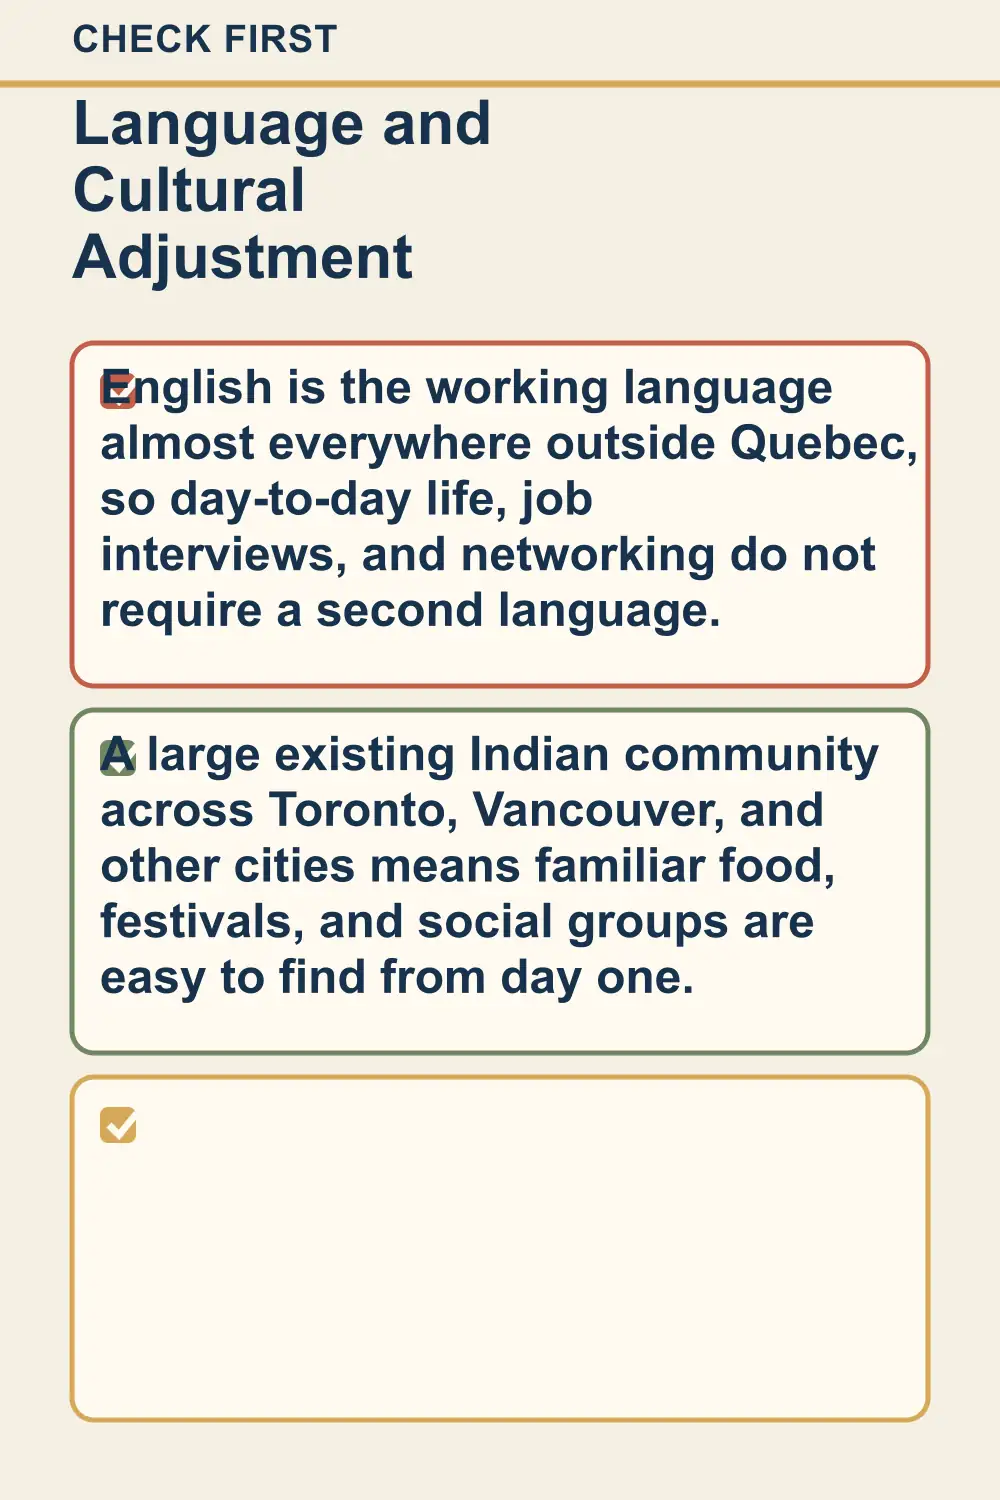 CHECK FIRST
Language and
Cultural
Adjustment
English is the working language
almost everywhere outside Quebec,
so day-to-day life, job
interviews, and networking do not
require a second language.
A large existing Indian community
across Toronto, Vancouver, and
other cities means familiar food,
festivals, and social groups are
easy to find from day one.